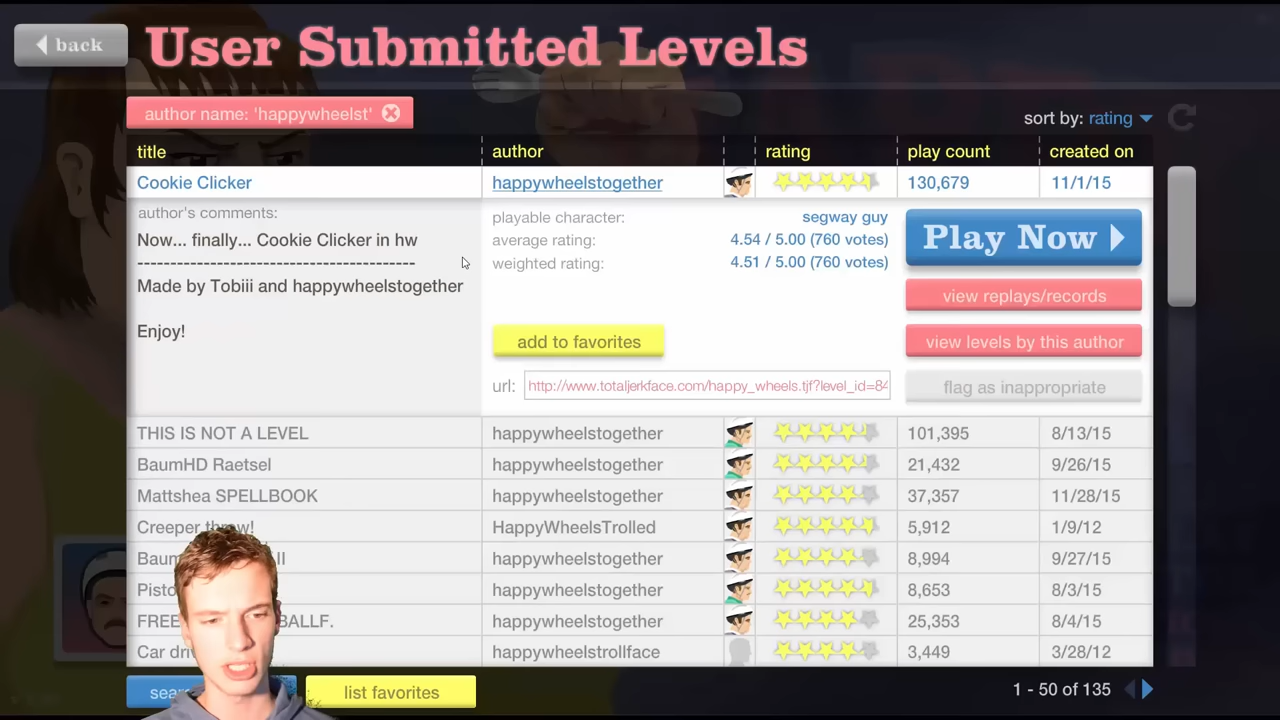 back
User Submitted Levels
author name: 'happywheelst'
sort by: rating
title author rating play count created on
Cookie Clicker happywheelstogether 130,679 11/1/15
author's comments:
Now... finally... Cookie Clicker in hw
----------------------------------------
Made by Tobiii and happywheelstogether
Enjoy!
playable character: segway guy
average rating: 4.54 / 5.00 (760 votes)
weighted rating: 4.51 / 5.00 (760 votes)
add to favorites
url: http://www.totaljerkface.com/happy_wheels.tjf?level_id=84
Play Now
view replays/records
view levels by this author
flag as inappropriate
THIS IS NOT A LEVEL happywheelstogether 101,395 8/13/15
BaumHD Raetsel happywheelstogether 21,432 9/26/15
Mattshea SPELLBOOK happywheelstogether 37,357 11/28/15
Creeper throw! HappyWheelsTrolled 5,912 1/9/12
happywheelstogether 8,994 9/27/15
happywheelstogether 8,653 8/3/15
FREE BALLF. happywheelstogether 25,353 8/4/15
Car happywheelstrollface 3,449 3/28/12
list favorites
1 - 50 of 135